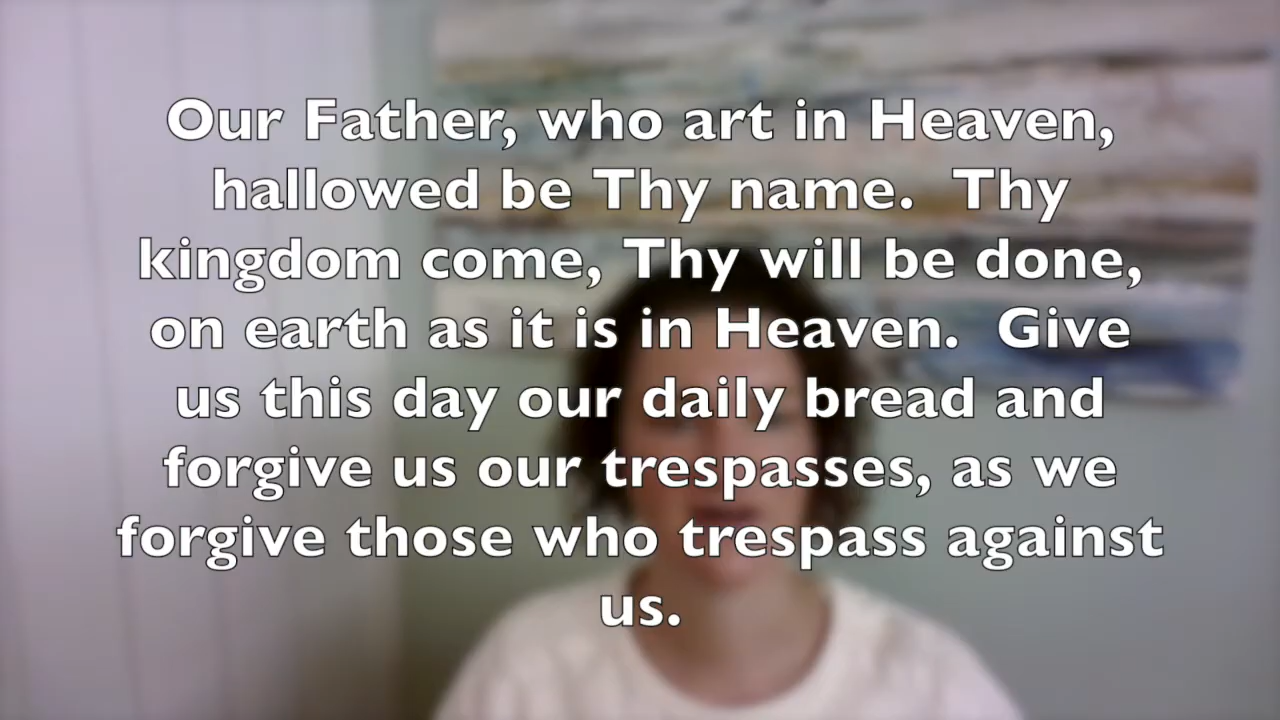 Our Father, who art in Heaven,
hallowed be Thy name.  Thy
kingdom come, Thy will be done,
on earth as it is in Heaven.  Give
us this day our daily bread and
forgive us our trespasses, as we
forgive those who trespass against
us.